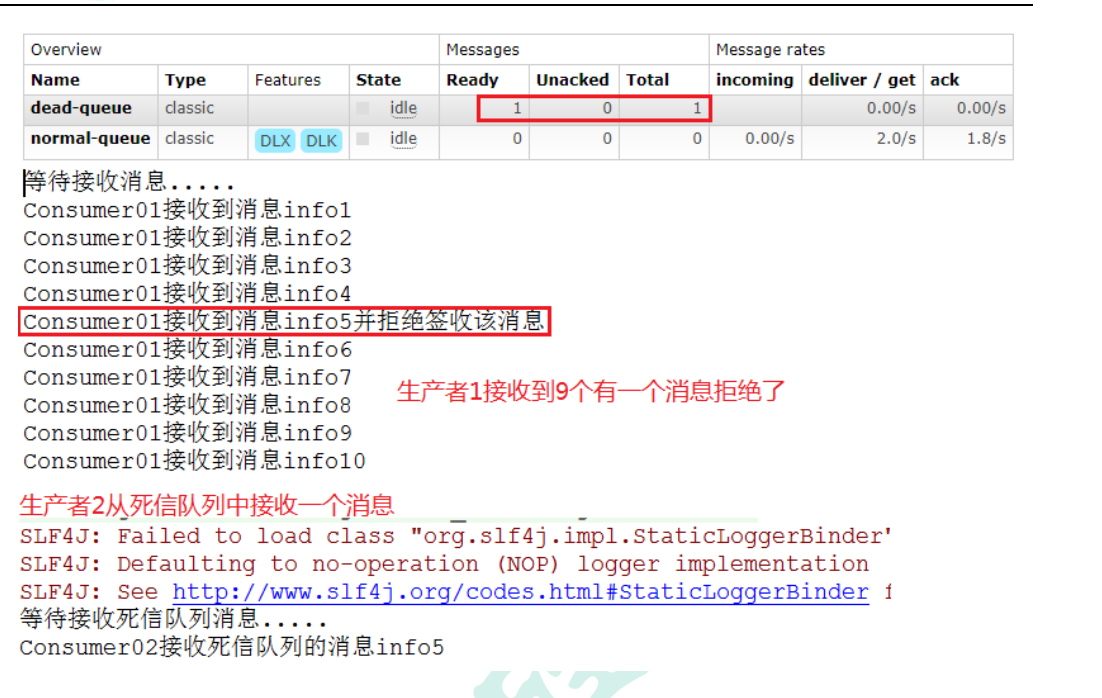 Overview Messages Message rates
Name Type Features State Ready Unacked Total incoming deliver / get ack
dead-queue classic idle 1 0 1 0.00/s 0.00/s
normal-queue classic DLX DLK idle 0 0 0 0.00/s 2.0/s 1.8/s
等待接收消息.....
Consumer01接收到消息info1
Consumer01接收到消息info2
Consumer01接收到消息info3
Consumer01接收到消息info4
Consumer01接收到消息info5并拒绝签收该消息
Consumer01接收到消息info6
Consumer01接收到消息info7
生产者1接收到9个有一个消息拒绝了
Consumer01接收到消息info8
Consumer01接收到消息info9
Consumer01接收到消息info10
生产者2从死信队列中接收一个消息
SLF4J: Failed to load class "org.slf4j.impl.StaticLoggerBinder"
SLF4J: Defaulting to no-operation (NOP) logger implementation
SLF4J: See http://www.slf4j.org/codes.html#StaticLoggerBinder f
等待接收死信队列消息.....
Consumer02接收死信队列的消息info5